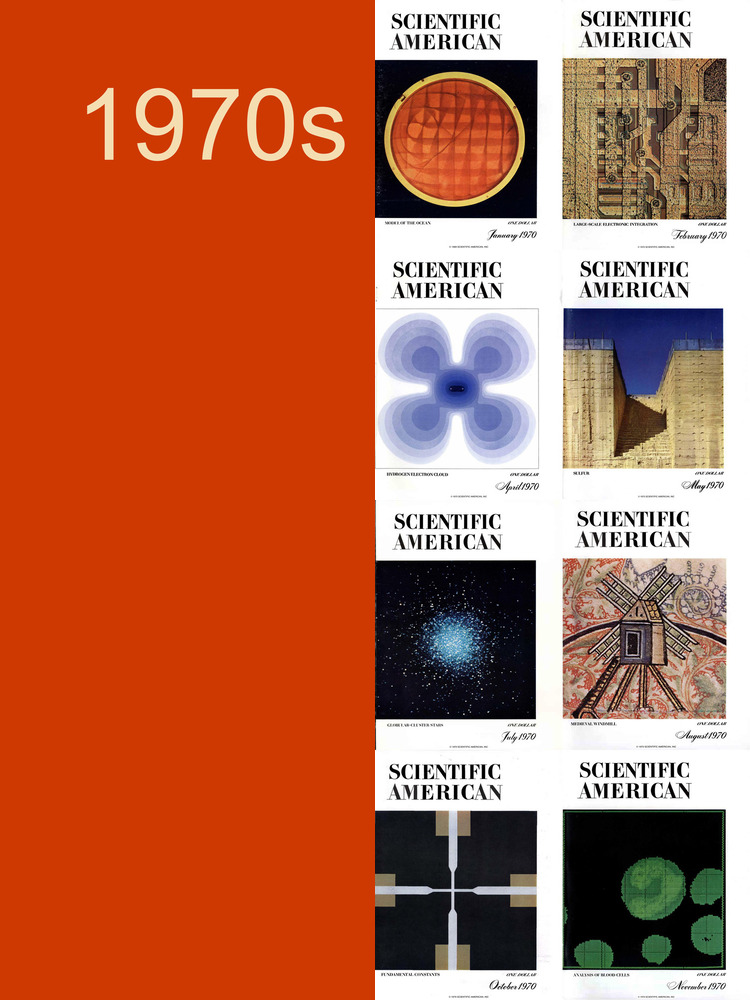 1970s
SCIENTIFIC
AMERICAN
MODEL OF THE OCEAN
ONE DOLLAR
January 1970
SCIENTIFIC
AMERICAN
LARGE-SCALE ELECTRONIC INTEGRATION
ONE DOLLAR
February 1970
SCIENTIFIC
AMERICAN
HYDROGEN ELECTRON CLOUD
ONE DOLLAR
April 1970
SCIENTIFIC
AMERICAN
SULFUR
ONE DOLLAR
May 1970
SCIENTIFIC
AMERICAN
GLOBULAR-CLUSTER STARS
ONE DOLLAR
July 1970
SCIENTIFIC
AMERICAN
MEDIEVAL WINDMILL
ONE DOLLAR
August 1970
SCIENTIFIC
AMERICAN
FUNDAMENTAL CONSTANTS
ONE DOLLAR
October 1970
SCIENTIFIC
AMERICAN
ANALYSIS OF BLOOD CELLS
ONE DOLLAR
November 1970